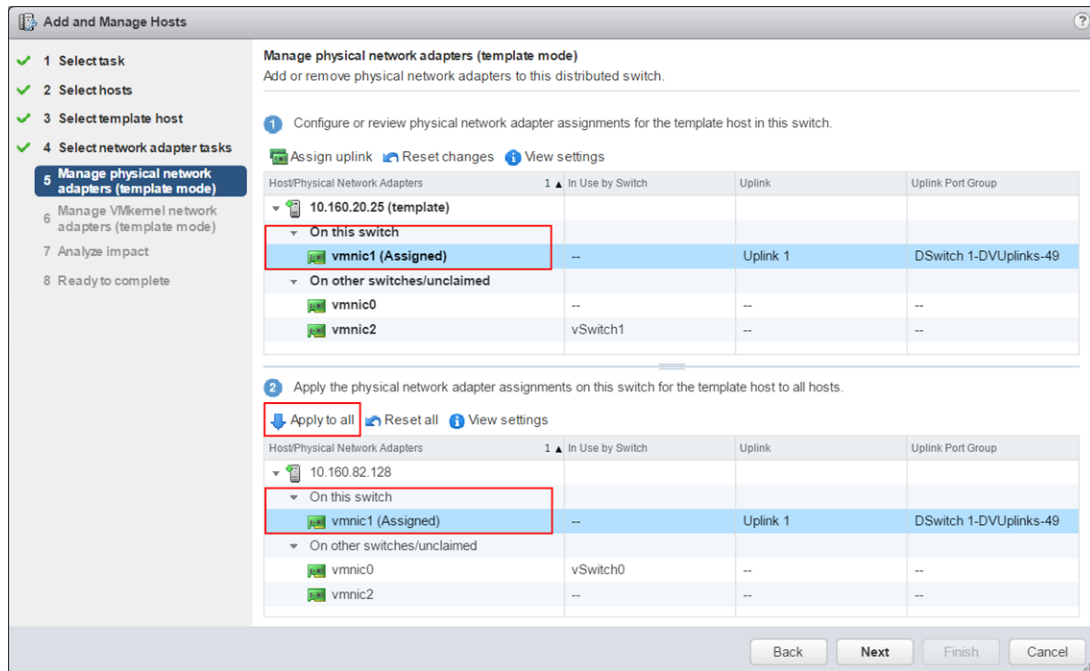 Add and Manage Hosts
?
1 Select task
2 Select hosts
3 Select template host
4 Select network adapter tasks
5 Manage physical network
adapters (template mode)
6 Manage VMkernel network
adapters (template mode)
7 Analyze impact
8 Ready to complete
Manage physical network adapters (template mode)
Add or remove physical network adapters to this distributed switch.
1 Configure or review physical network adapter assignments for the template host in this switch.
Assign uplink Reset changes View settings
Host/Physical Network Adapters 1 ▲ In Use by Switch Uplink Uplink Port Group
10.160.20.25 (template)
On this switch
vmnic1 (Assigned) -- Uplink 1 DSwitch 1-DVUplinks-49
On other switches/unclaimed
vmnic0 -- -- --
vmnic2 vSwitch1 -- --
2 Apply the physical network adapter assignments on this switch for the template host to all hosts.
Apply to all Reset all View settings
Host/Physical Network Adapters 1 ▲ In Use by Switch Uplink Uplink Port Group
10.160.82.128
On this switch
vmnic1 (Assigned) -- Uplink 1 DSwitch 1-DVUplinks-49
On other switches/unclaimed
vmnic0 vSwitch0 -- --
vmnic2 -- -- --
Back Next Finish Cancel